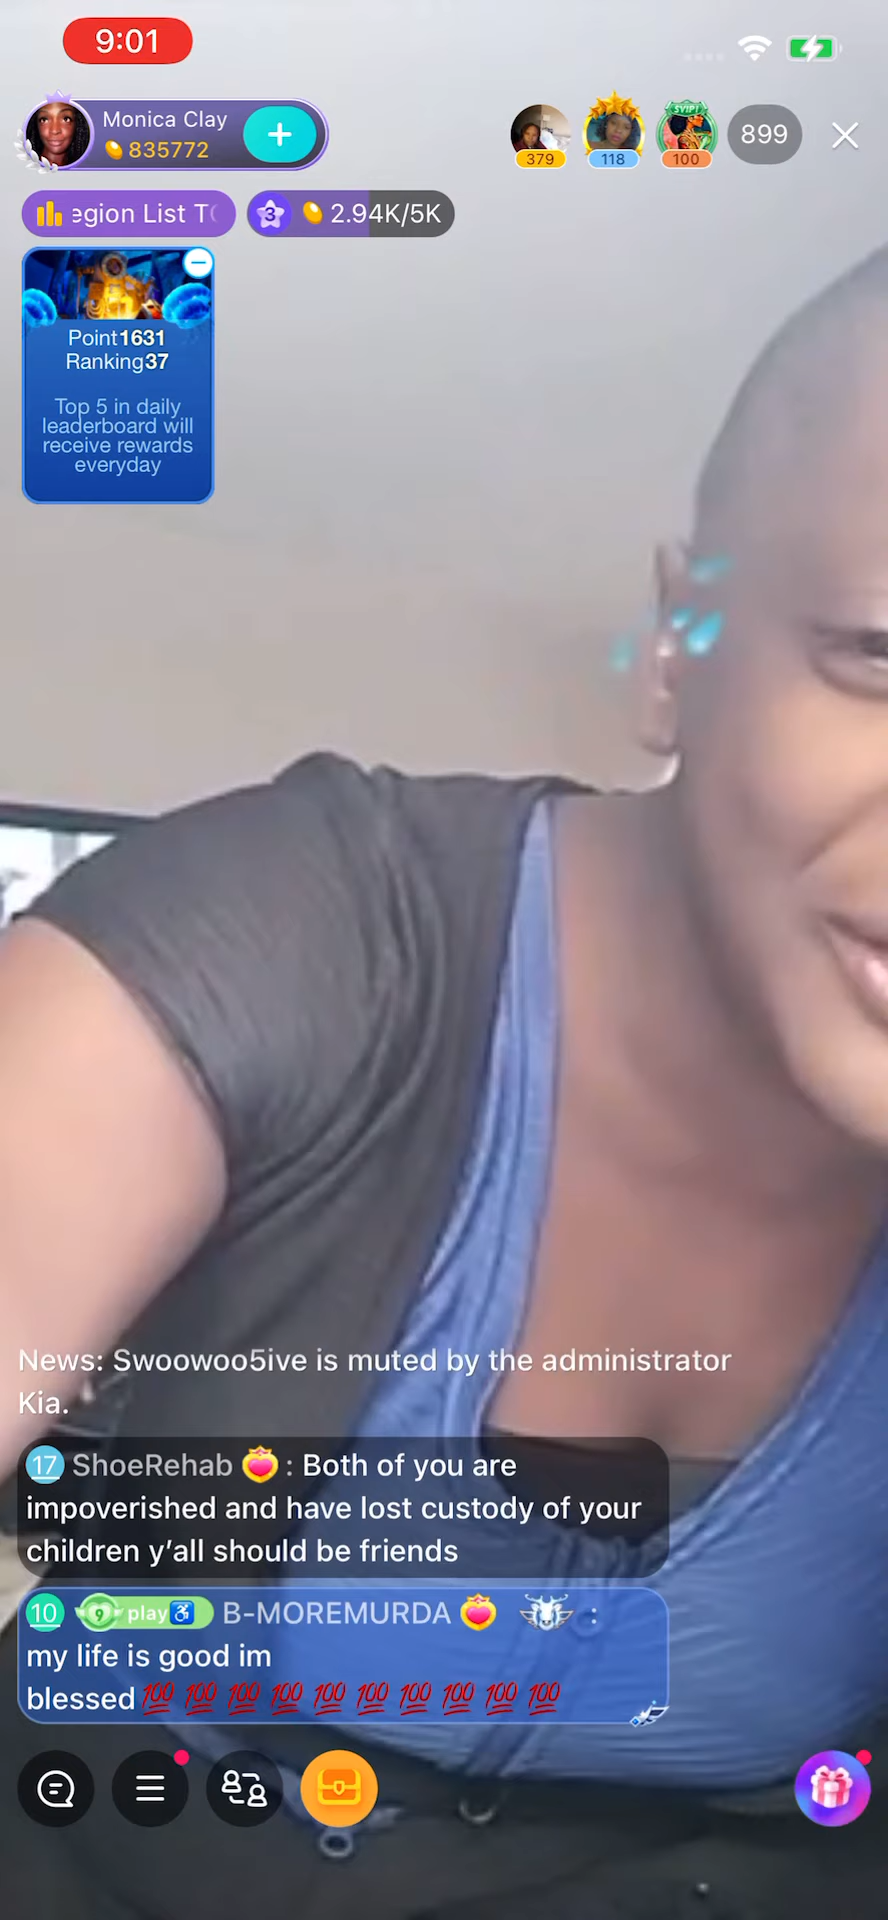 9:01
Monica Clay
835772
379
118
SVIP1
100
899
egion List T
3
2.94K/5K
Point1631
Ranking37
Top 5 in daily
leaderboard will
receive rewards
everyday
News: Swoowoo5ive is muted by the administrator
Kia.
17 ShoeRehab : Both of you are
impoverished and have lost custody of your
children y’all should be friends
10 9 play♿ B-MOREMURDA :
my life is good im
blessed💯💯💯💯💯💯💯💯💯💯